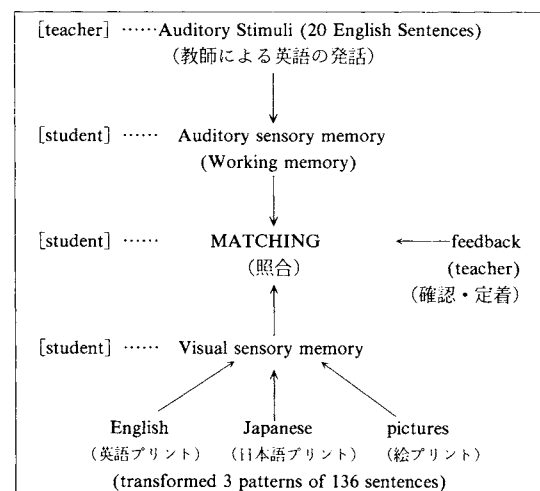 [teacher] ……Auditory Stimuli (20 English Sentences)
(教師による英語の発話)
[student] …… Auditory sensory memory
(Working memory)
[student] …… MATCHING ←feedback
(照合) (teacher)
(確認・定着)
[student] …… Visual sensory memory
English Japanese pictures
(英語プリント) (日本語プリント) (絵プリント)
(transformed 3 patterns of 136 sentences)